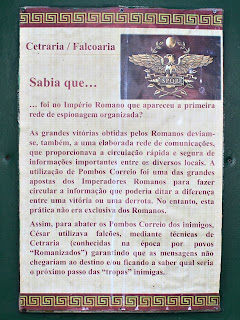 Cetraria / Falcoaria
S.P.Q.R
Sabia que…
… foi no Império Romano que apareceu a primeira
rede de espionagem organizada?
As grandes vitórias obtidas pelos Romanos deviam-
se, também, a uma elaborada rede de comunicações,
que proporcionava a circulação rápida e segura de
informações importantes entre os diversos locais. A
utilização de Pombos Correio foi uma das grandes
apostas dos Imperadores Romanos para fazer
circular a informação que poderia ditar a diferença
entre uma vitória ou uma derrota. No entanto, esta
prática não era exclusiva dos Romanos.
Assim, para abater os Pombos Correio dos inimigos,
César utilizava falcões, mediante técnicas de
Cetraria (conhecidas na época por povos
“Romanizados”) garantindo que as mensagens não
chegariam ao destino e ou ficando a saber qual seria
o próximo passo das “tropas” inimigas.